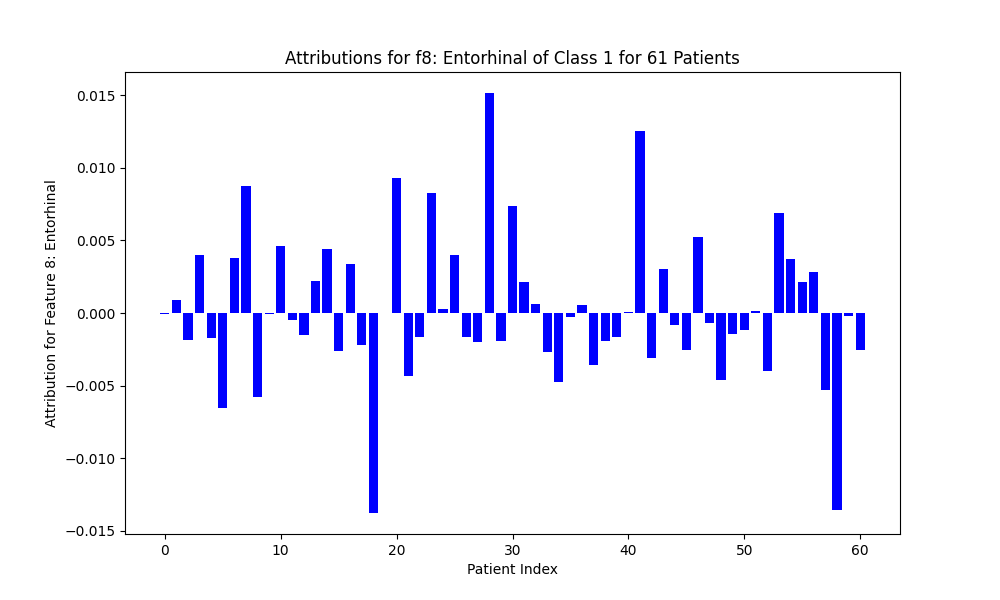 Attributions for f8: Entorhinal of Class 1 for 61 Patients
Attribution for Feature 8: Entorhinal
0.015
0.010
0.005
0.000
−0.005
−0.010
−0.015
0 10 20 30 40 50 60
Patient Index